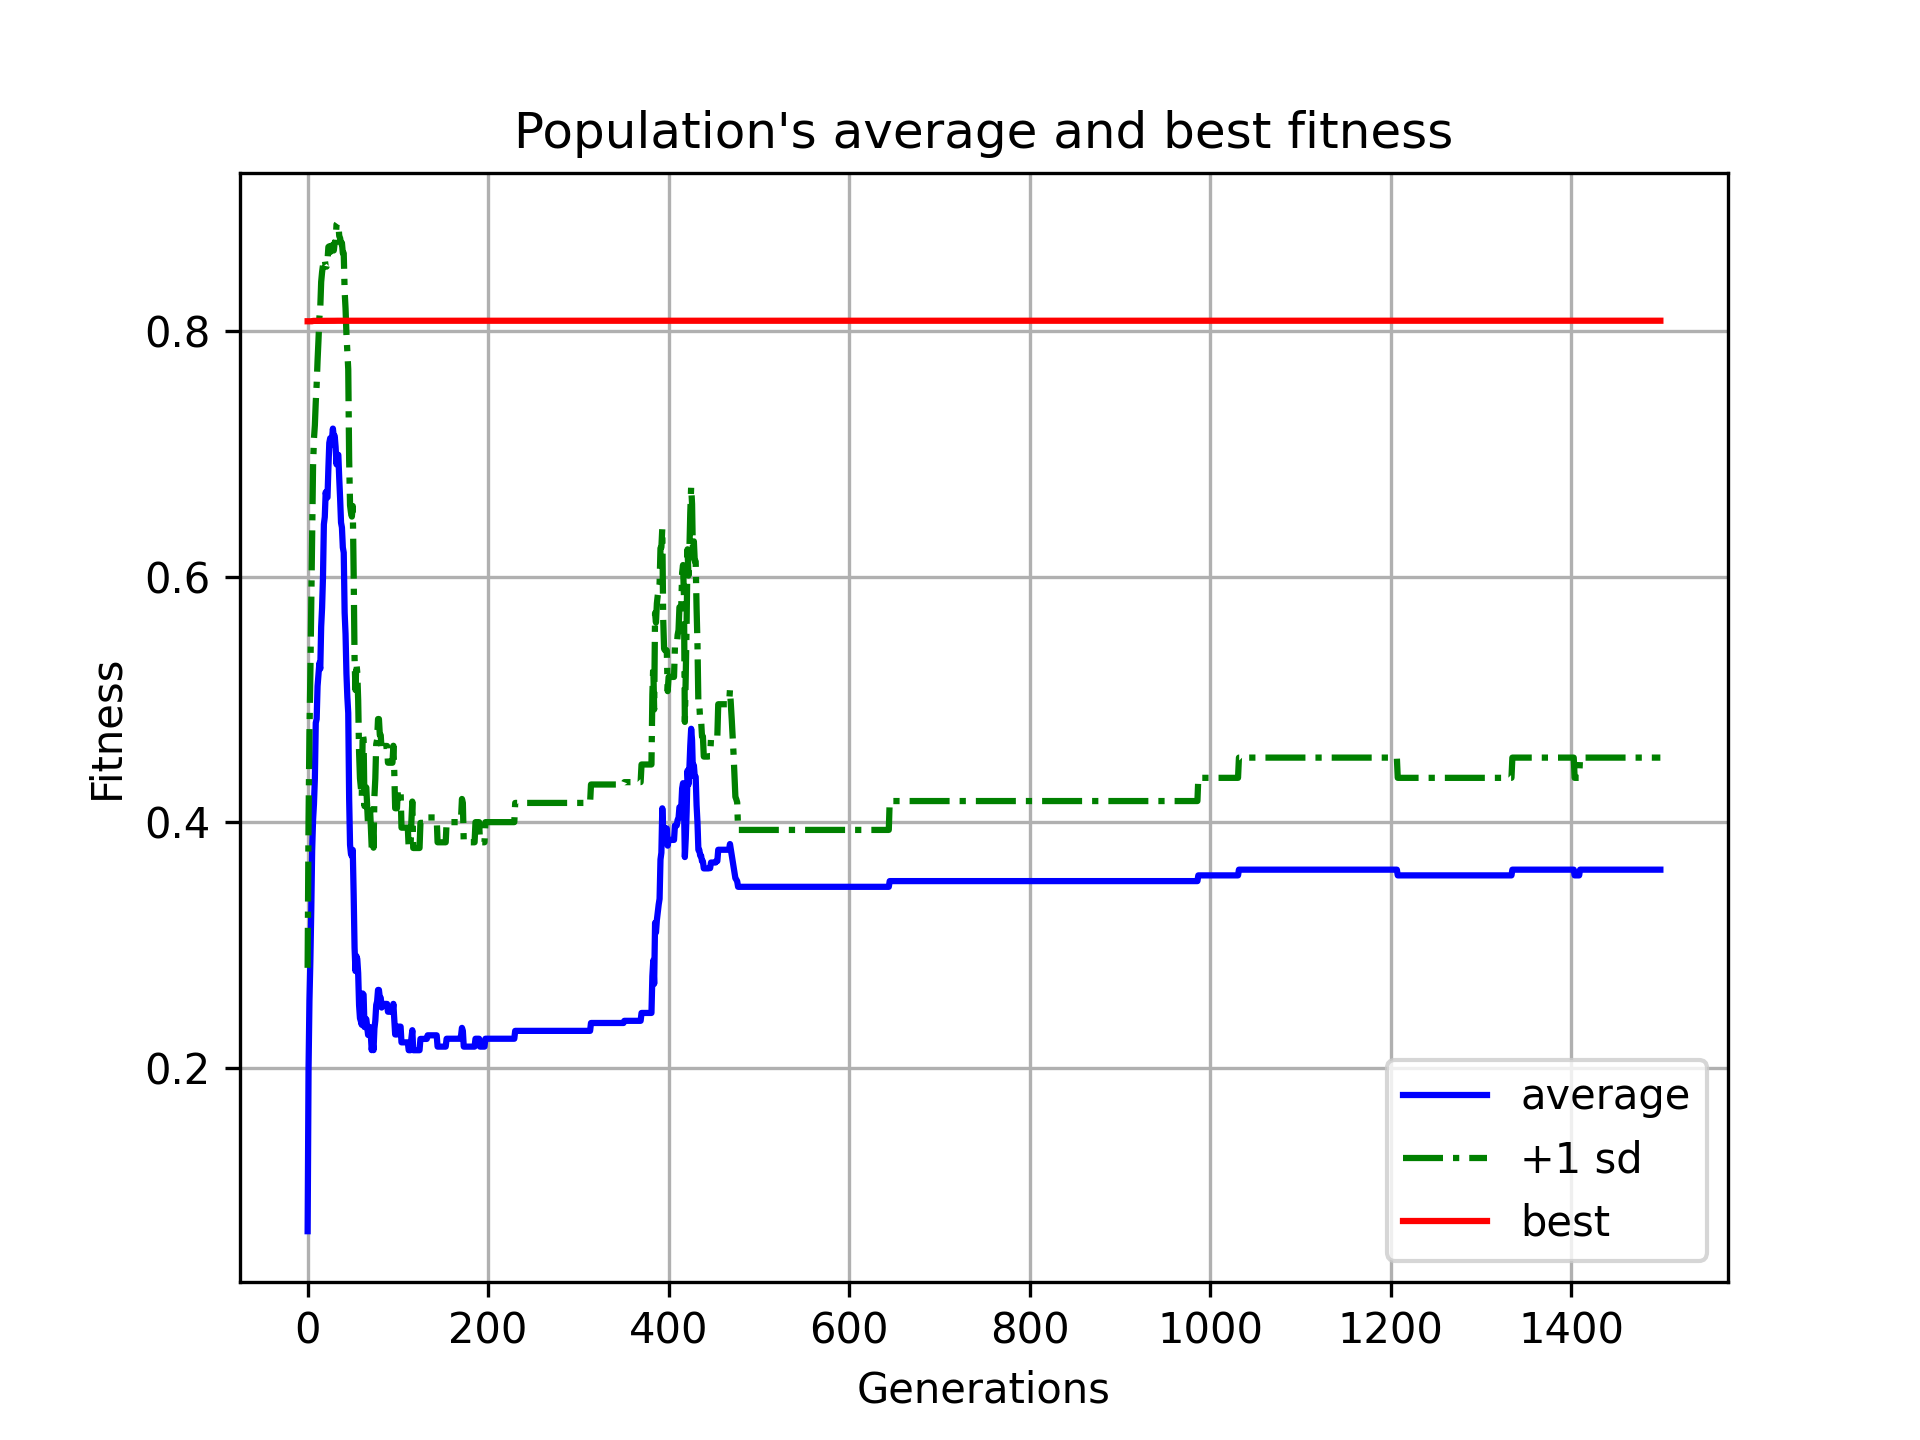 Population's average and best fitness
Fitness
0.8
0.6
0.4
0.2
0 200 400 600 800 1000 1200 1400
Generations
average
+1 sd
best